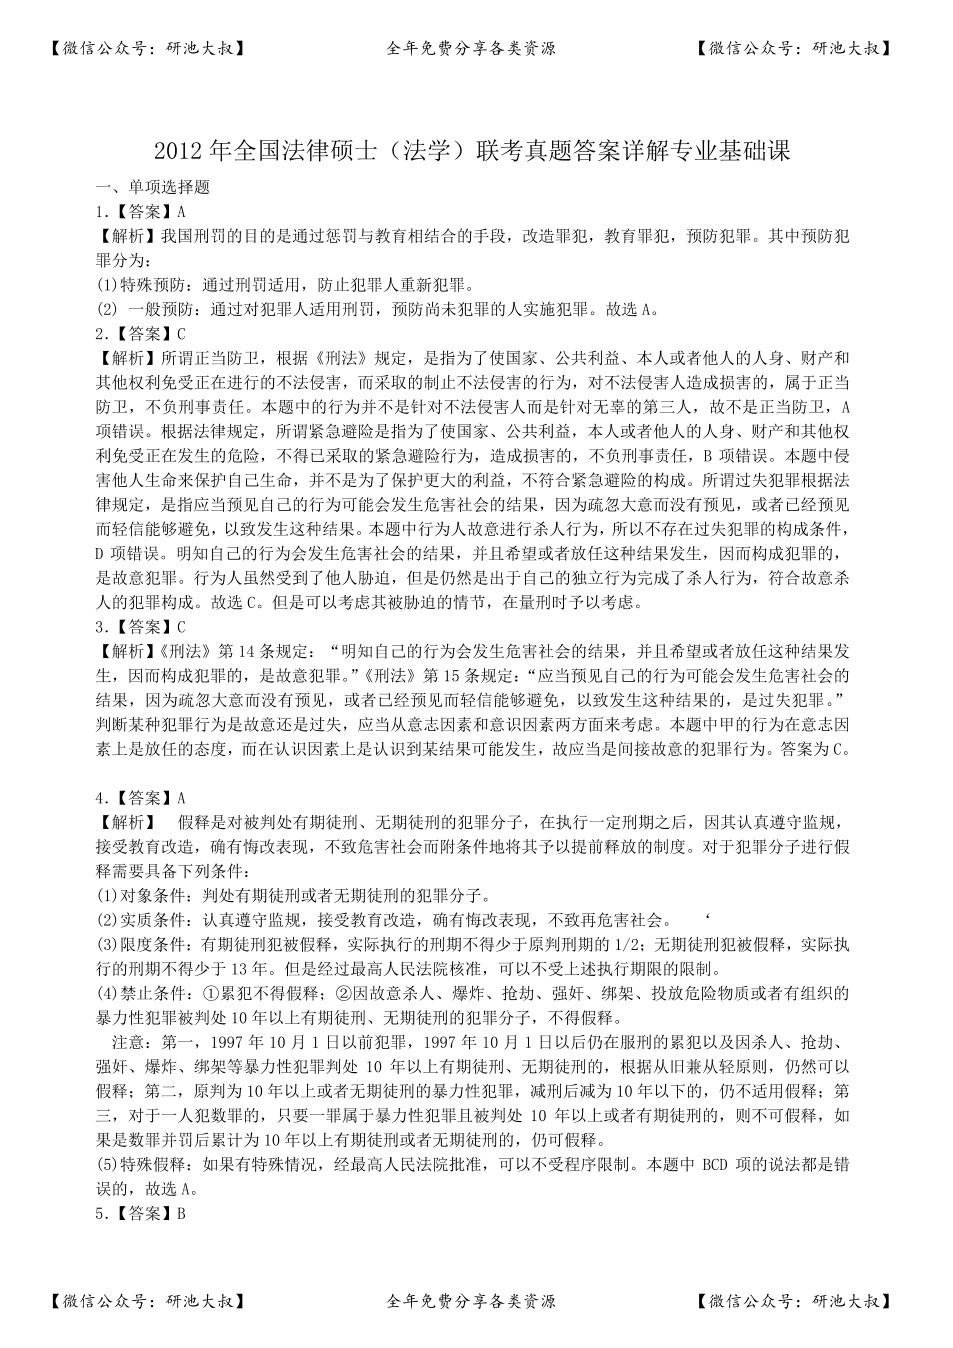 【微信公众号：研池大叔】 全年免费分享各类资源 【微信公众号：研池大叔】
2012 年全国法律硕士（法学）联考真题答案详解专业基础课
一、单项选择题
1.【答案】A
【解析】我国刑罚的目的是通过惩罚与教育相结合的手段，改造罪犯，教育罪犯，预防犯罪。其中预防犯
罪分为：
(1)特殊预防：通过刑罚适用，防止犯罪人重新犯罪。
(2) 一般预防：通过对犯罪人适用刑罚，预防尚未犯罪的人实施犯罪。故选 A。
2.【答案】C
【解析】所谓正当防卫，根据《刑法》规定，是指为了使国家、公共利益、本人或者他人的人身、财产和
其他权利免受正在进行的不法侵害，而采取的制止不法侵害的行为，对不法侵害人造成损害的，属于正当
防卫，不负刑事责任。本题中的行为并不是针对不法侵害人而是针对无辜的第三人，故不是正当防卫，A
项错误。根据法律规定，所谓紧急避险是指为了使国家、公共利益，本人或者他人的人身、财产和其他权
利免受正在发生的危险，不得已采取的紧急避险行为，造成损害的，不负刑事责任，B 项错误。本题中侵
害他人生命来保护自己生命，并不是为了保护更大的利益，不符合紧急避险的构成。所谓过失犯罪根据法
律规定，是指应当预见自己的行为可能会发生危害社会的结果，因为疏忽大意而没有预见，或者已经预见
而轻信能够避免，以致发生这种结果。本题中行为人故意进行杀人行为，所以不存在过失犯罪的构成条件，
D 项错误。明知自己的行为会发生危害社会的结果，并且希望或者放任这种结果发生，因而构成犯罪的，
是故意犯罪。行为人虽然受到了他人胁迫，但是仍然是出于自己的独立行为完成了杀人行为，符合故意杀
人的犯罪构成。故选 C。但是可以考虑其被胁迫的情节，在量刑时予以考虑。
3.【答案】C
【解析】《刑法》第 14 条规定：“明知自己的行为会发生危害社会的结果，并且希望或者放任这种结果发
生，因而构成犯罪的，是故意犯罪。”《刑法》第 15 条规定：“应当预见自己的行为可能会发生危害社会的
结果，因为疏忽大意而没有预见，或者已经预见而轻信能够避免，以致发生这种结果的，是过失犯罪。”
判断某种犯罪行为是故意还是过失，应当从意志因素和意识因素两方面来考虑。本题中甲的行为在意志因
素上是放任的态度，而在认识因素上是认识到某结果可能发生，故应当是间接故意的犯罪行为。答案为 C。
4.【答案】A
【解析】 假释是对被判处有期徒刑、无期徒刑的犯罪分子，在执行一定刑期之后，因其认真遵守监规，
接受教育改造，确有悔改表现，不致危害社会而附条件地将其予以提前释放的制度。对于犯罪分子进行假
释需要具备下列条件：
(1)对象条件：判处有期徒刑或者无期徒刑的犯罪分子。
(2)实质条件：认真遵守监规，接受教育改造，确有悔改表现，不致再危害社会。 ‘
(3)限度条件：有期徒刑犯被假释，实际执行的刑期不得少于原判刑期的 1/2；无期徒刑犯被假释，实际执
行的刑期不得少于 13 年。但是经过最高人民法院核准，可以不受上述执行期限的限制。
(4)禁止条件：①累犯不得假释；②因故意杀人、爆炸、抢劫、强奸、绑架、投放危险物质或者有组织的
暴力性犯罪被判处 10 年以上有期徒刑、无期徒刑的犯罪分子，不得假释。
注意：第一，1997 年 10 月 1 日以前犯罪，1997 年 10 月 1 日以后仍在服刑的累犯以及因杀人、抢劫、
强奸、爆炸、绑架等暴力性犯罪判处 10 年以上有期徒刑、无期徒刑的，根据从旧兼从轻原则，仍然可以
假释；第二，原判为 10 年以上或者无期徒刑的暴力性犯罪，减刑后减为 10 年以下的，仍不适用假释；第
三，对于一人犯数罪的，只要一罪属于暴力性犯罪且被判处 10 年以上或者有期徒刑的，则不可假释，如
果是数罪并罚后累计为 10 年以上有期徒刑或者无期徒刑的，仍可假释。
(5)特殊假释：如果有特殊情况，经最高人民法院批准，可以不受程序限制。本题中 BCD 项的说法都是错
误的，故选 A。
5.【答案】B
【微信公众号：研池大叔】 全年免费分享各类资源 【微信公众号：研池大叔】